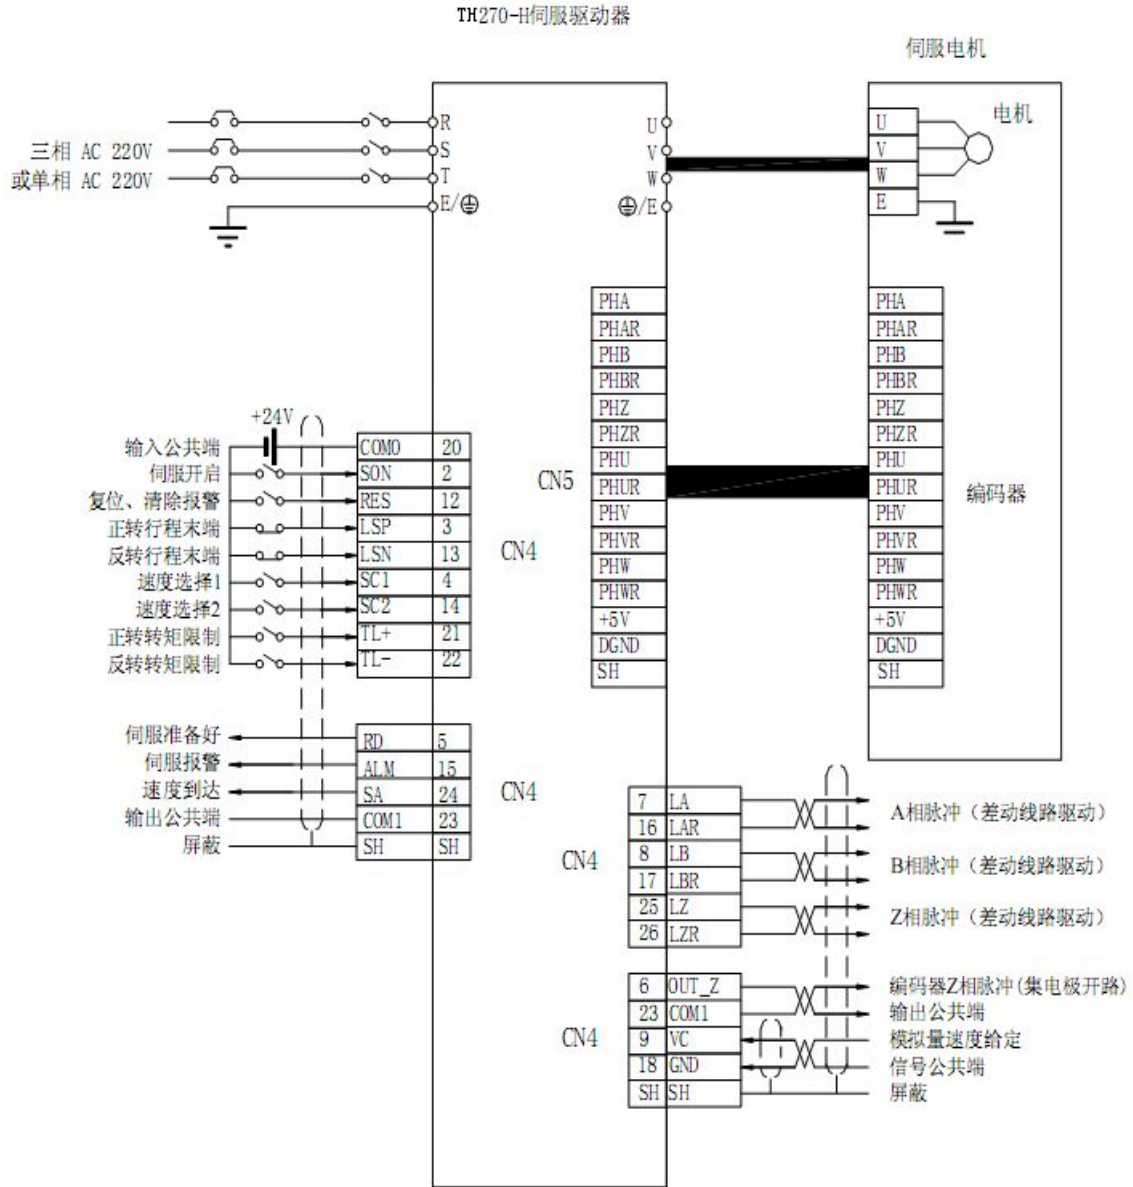 TH270-H伺服驱动器
伺服电机
电机
三相 AC 220V
或单相 AC 220V
R
S
T
E/
U
V
W
/E
U
V
W
E
PHA
PHAR
PHB
PHBR
PHZ
PHZR
PHU
PHUR
PHV
PHVR
PHW
PHWR
+5V
DGND
SH
CN5
PHA
PHAR
PHB
PHBR
PHZ
PHZR
PHU
PHUR
PHV
PHVR
PHW
PHWR
+5V
DGND
SH
编码器
+24V
输入公共端 COM0 20
伺服开启 SON 2
复位、清除报警 RES 12
正转行程末端 LSP 3
反转行程末端 LSN 13
速度选择1 SC1 4
速度选择2 SC2 14
正转转矩限制 TL+ 21
反转转矩限制 TL- 22
CN4
伺服准备好 RD 5
伺服报警 ALM 15
速度到达 SA 24
输出公共端 COM1 23
屏蔽 SH SH
CN4
7 LA
16 LAR
A相脉冲（差动线路驱动）
8 LB
17 LBR
B相脉冲（差动线路驱动）
25 LZ
26 LZR
Z相脉冲（差动线路驱动）
CN4
6 OUT_Z 编码器Z相脉冲(集电极开路)
23 COM1 输出公共端
9 VC 模拟量速度给定
18 GND 信号公共端
SH SH 屏蔽
CN4